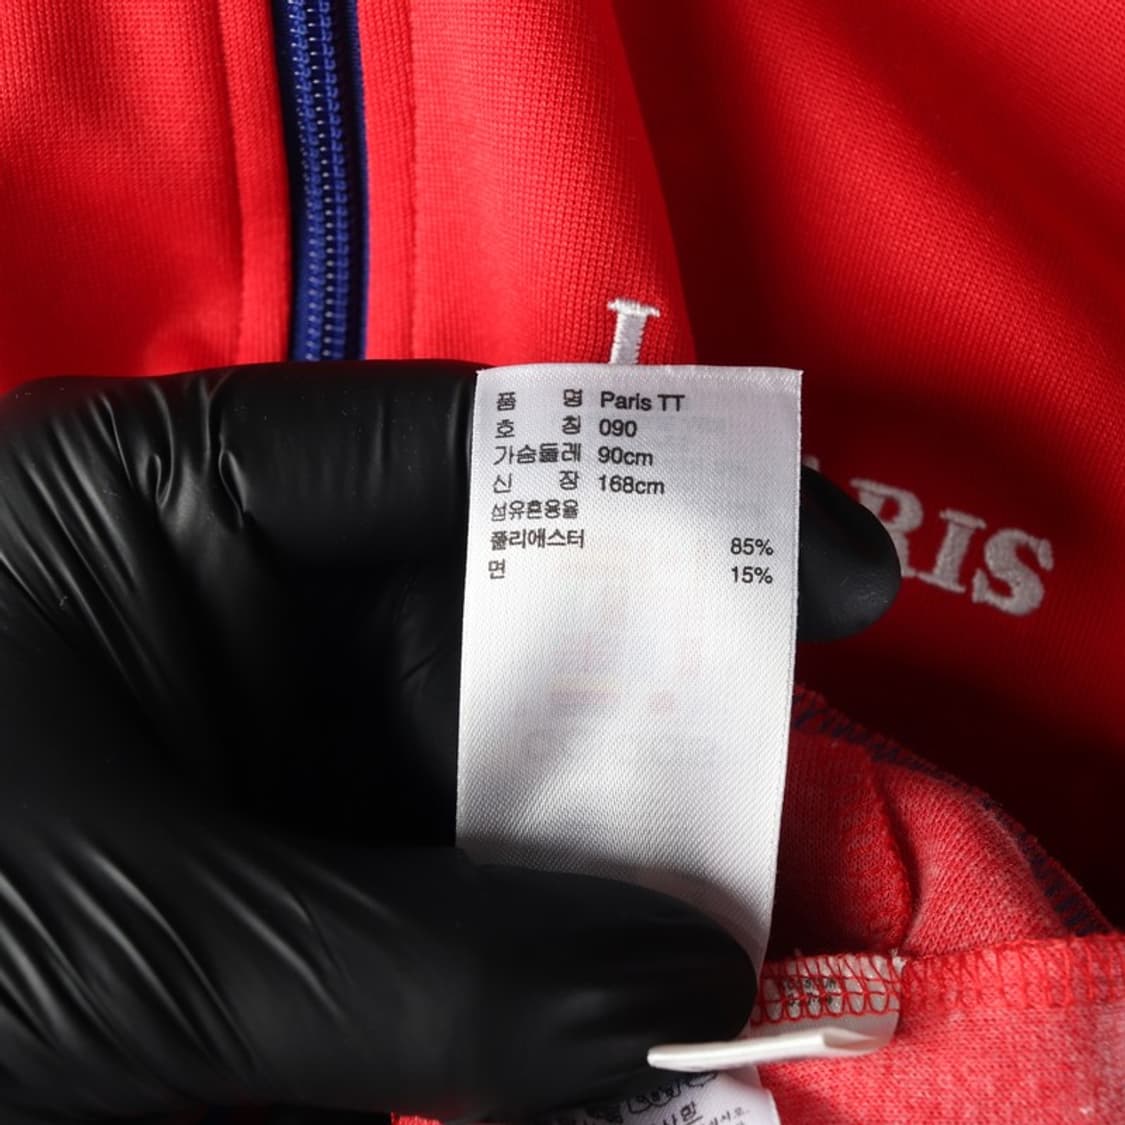 품 명 Paris TT
호 칭 090
가슴둘레 90cm
신 장 168cm
섬유혼용율
폴리에스터 85%
면 15%
RIS